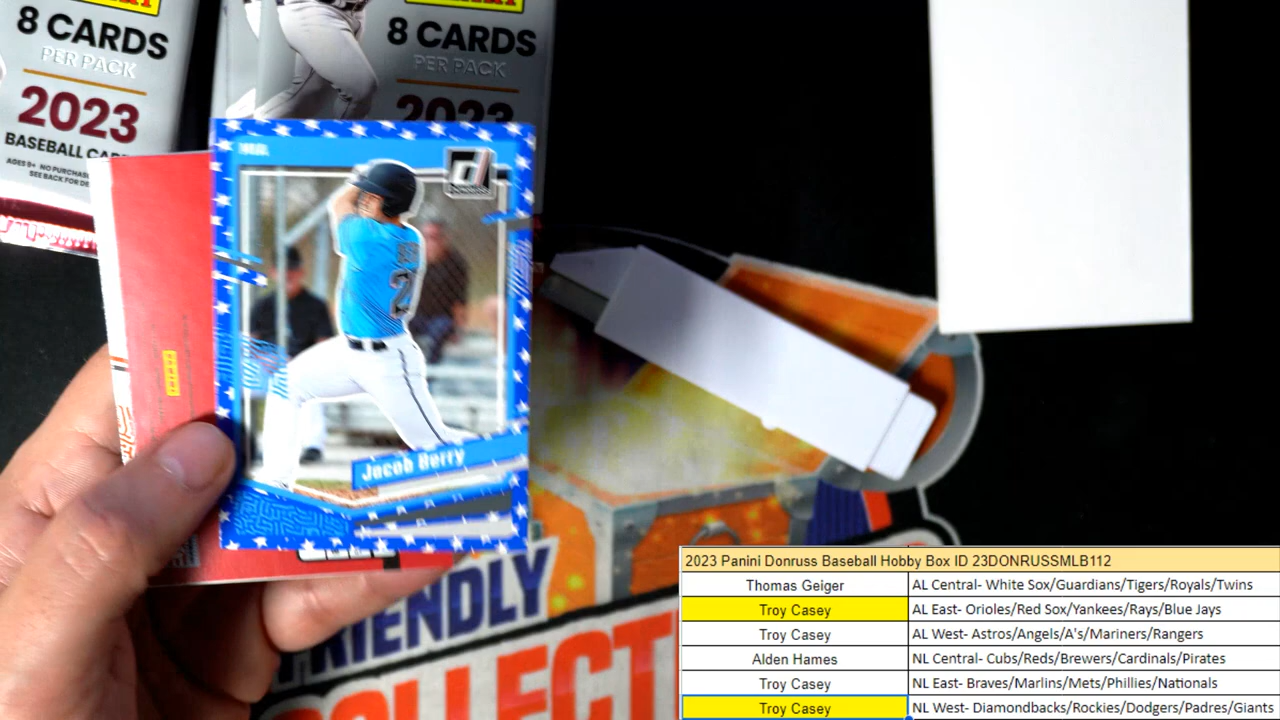 8 CARDS
PER PACK
2023
BASEBALL CAR
8 CARDS
PER PACK
2023
MIA
Jacob Berry
FRIENDLY
COLLECT
2023 Panini Donruss Baseball Hobby Box ID 23DONRUSSMLB112
Thomas Geiger AL Central- White Sox/Guardians/Tigers/Royals/Twins
Troy Casey AL East- Orioles/Red Sox/Yankees/Rays/Blue Jays
Troy Casey AL West- Astros/Angels/A's/Mariners/Rangers
Alden Hames NL Central- Cubs/Reds/Brewers/Cardinals/Pirates
Troy Casey NL East- Braves/Marlins/Mets/Phillies/Nationals
Troy Casey NL West- Diamondbacks/Rockies/Dodgers/Padres/Giants